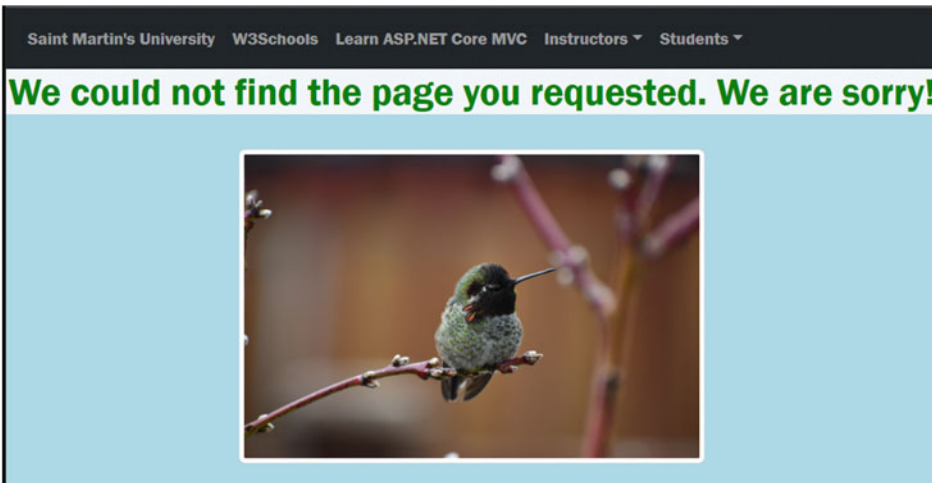 Saint Martin's University W3Schools Learn ASP.NET Core MVC Instructors Students
We could not find the page you requested. We are sorry!